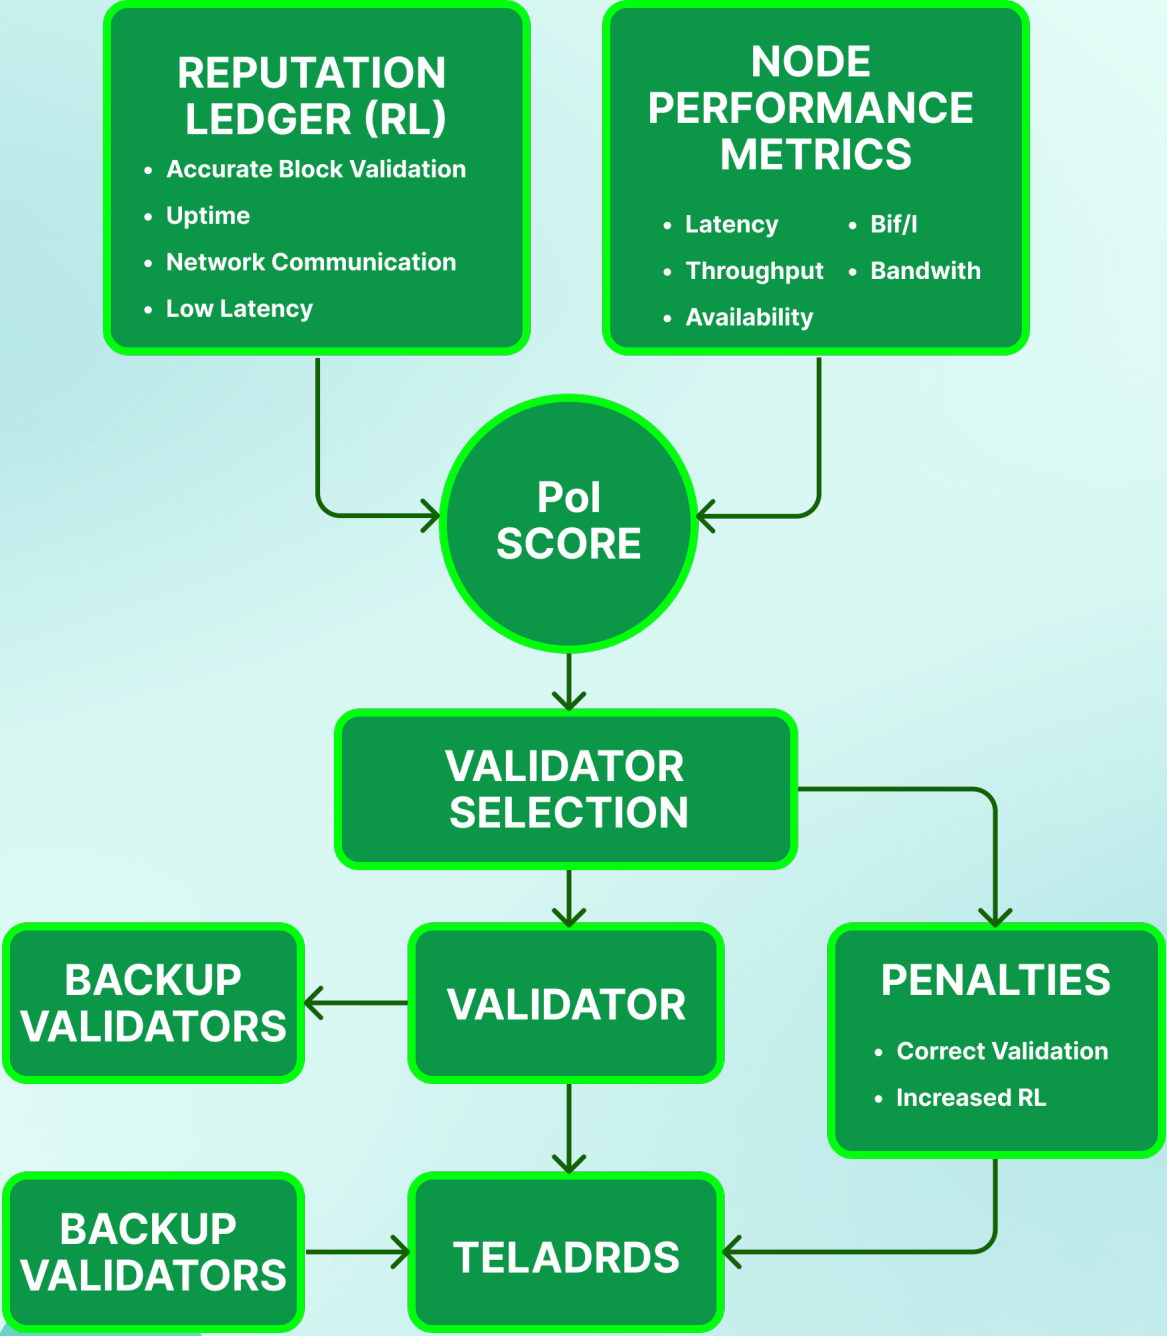 REPUTATION
LEDGER (RL)
• Accurate Block Validation
• Uptime
• Network Communication
• Low Latency
NODE
PERFORMANCE
METRICS
• Latency
• Throughput
• Availability
• Bif/l
• Bandwith
PoI
SCORE
VALIDATOR
SELECTION
BACKUP
VALIDATORS
VALIDATOR
PENALTIES
• Correct Validation
• Increased RL
BACKUP
VALIDATORS
TELADRDS